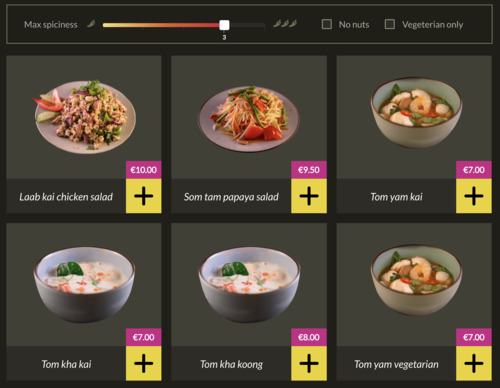 Max spiciness
3
No nuts
Vegeterian only
€10.00
Laab kai chicken salad
€9.50
Som tam papaya salad
€7.00
Tom yam kai
€7.00
Tom kha kai
€8.00
Tom kha koong
€7.00
Tom yam vegetarian